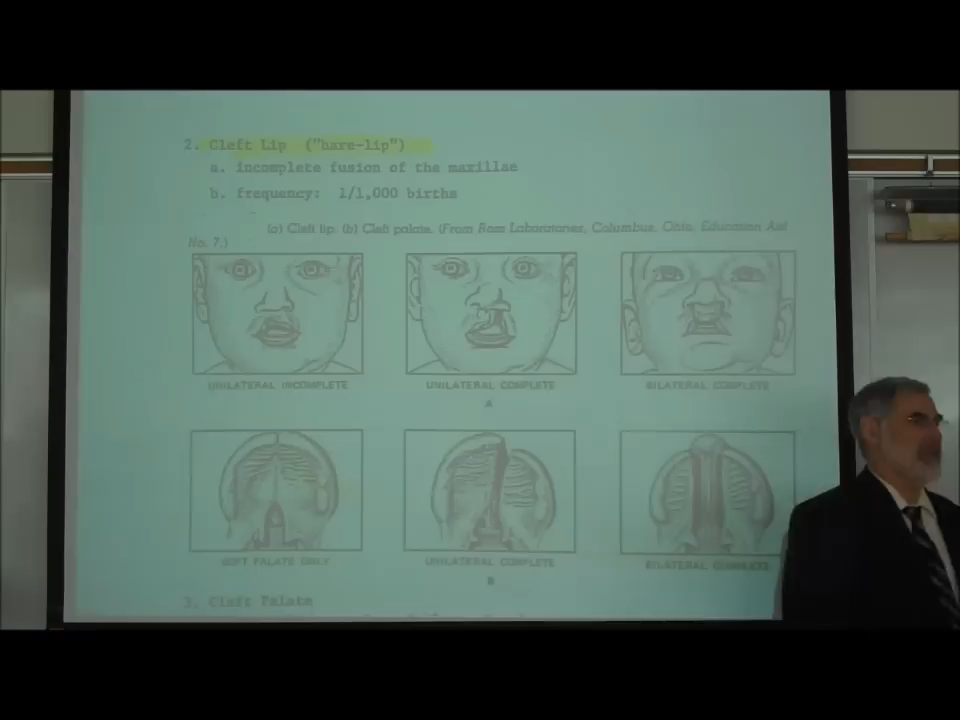 2. Cleft Lip ("hare-lip")
a. incomplete fusion of the maxillae
b. frequency: 1/1,000 births
(a) Cleft lip. (b) Cleft palate. (From Ross Laboratories, Columbus, Ohio, Education Aid
No. 7.)
UNILATERAL INCOMPLETE
UNILATERAL COMPLETE
BILATERAL COMPLETE
A
SOFT PALATE ONLY
UNILATERAL COMPLETE
BILATERAL COMPLETE
B
3. Cleft Palate